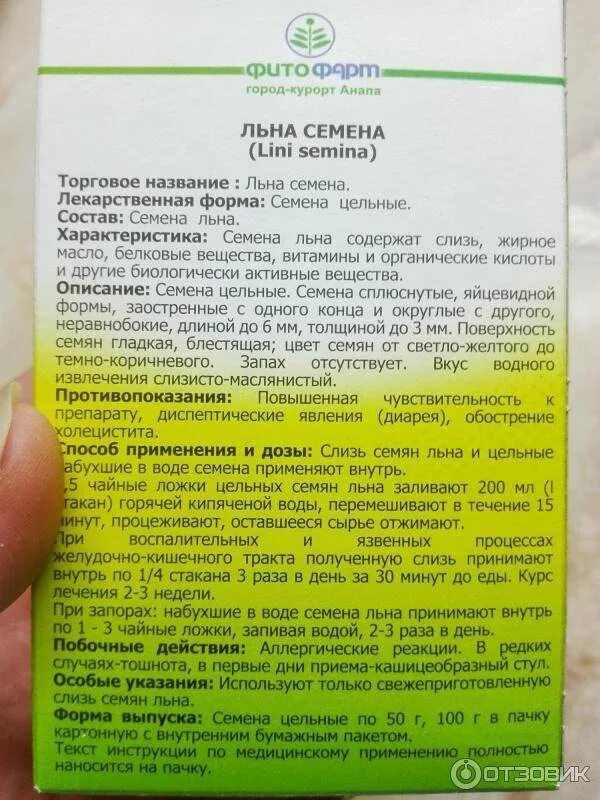 ФИТОФАРМ
город-курорт Анапа
ЛЬНА СЕМЕНА
(Lini semina)
Торговое название : Льна семена.
Лекарственная форма: Семена цельные.
Состав: Семена льна.
Характеристика: Семена льна содержат слизь, жирное
масло, белковые вещества, витамины и органические кислоты
и другие биологически активные вещества.
Описание: Семена цельные. Семена сплюснутые, яйцевидной
формы, заостренные с одного конца и округлые с другого,
неравнобокие, длиной до 6 мм, толщиной до 3 мм. Поверхность
семян гладкая, блестящая; цвет семян от светло-желтого до
темно-коричневого. Запах отсутствует. Вкус водного
извлечения слизисто-маслянистый.
Противопоказания: Повышенная чувствительность к
препарату, диспептические явления (диарея), обострение
холецистита.
Способ применения и дозы: Слизь семян льна и цельные
набухшие в воде семена применяют внутрь.
,5 чайные ложки цельных семян льна заливают 200 мл (l
стакан) горячей кипяченой воды, перемешивают в течение 15
минут, процеживают, оставшееся сырье отжимают.
При воспалительных и язвенных процессах
желудочно-кишечного тракта полученную слизь принимают
внутрь по 1/4 стакана 3 раза в день за 30 минут до еды. Курс
лечения 2-3 недели.
При запорах: набухшие в воде семена льна принимают внутрь
по 1 - 3 чайные ложки, запивая водой, 2-3 раза в день.
Побочные действия: Аллергические реакции. В редких
случаях-тошнота, в первые дни приема-кашицеобразный стул.
Особые указания: Используют только свежеприготовленную
слизь семян льна.
Форма выпуска: Семена цельные по 50 г, 100 г в пачку
картонную с внутренним бумажным пакетом.
Текст инструкции по медицинскому применению полностью
наносится на пачку.
ОТЗОВИК